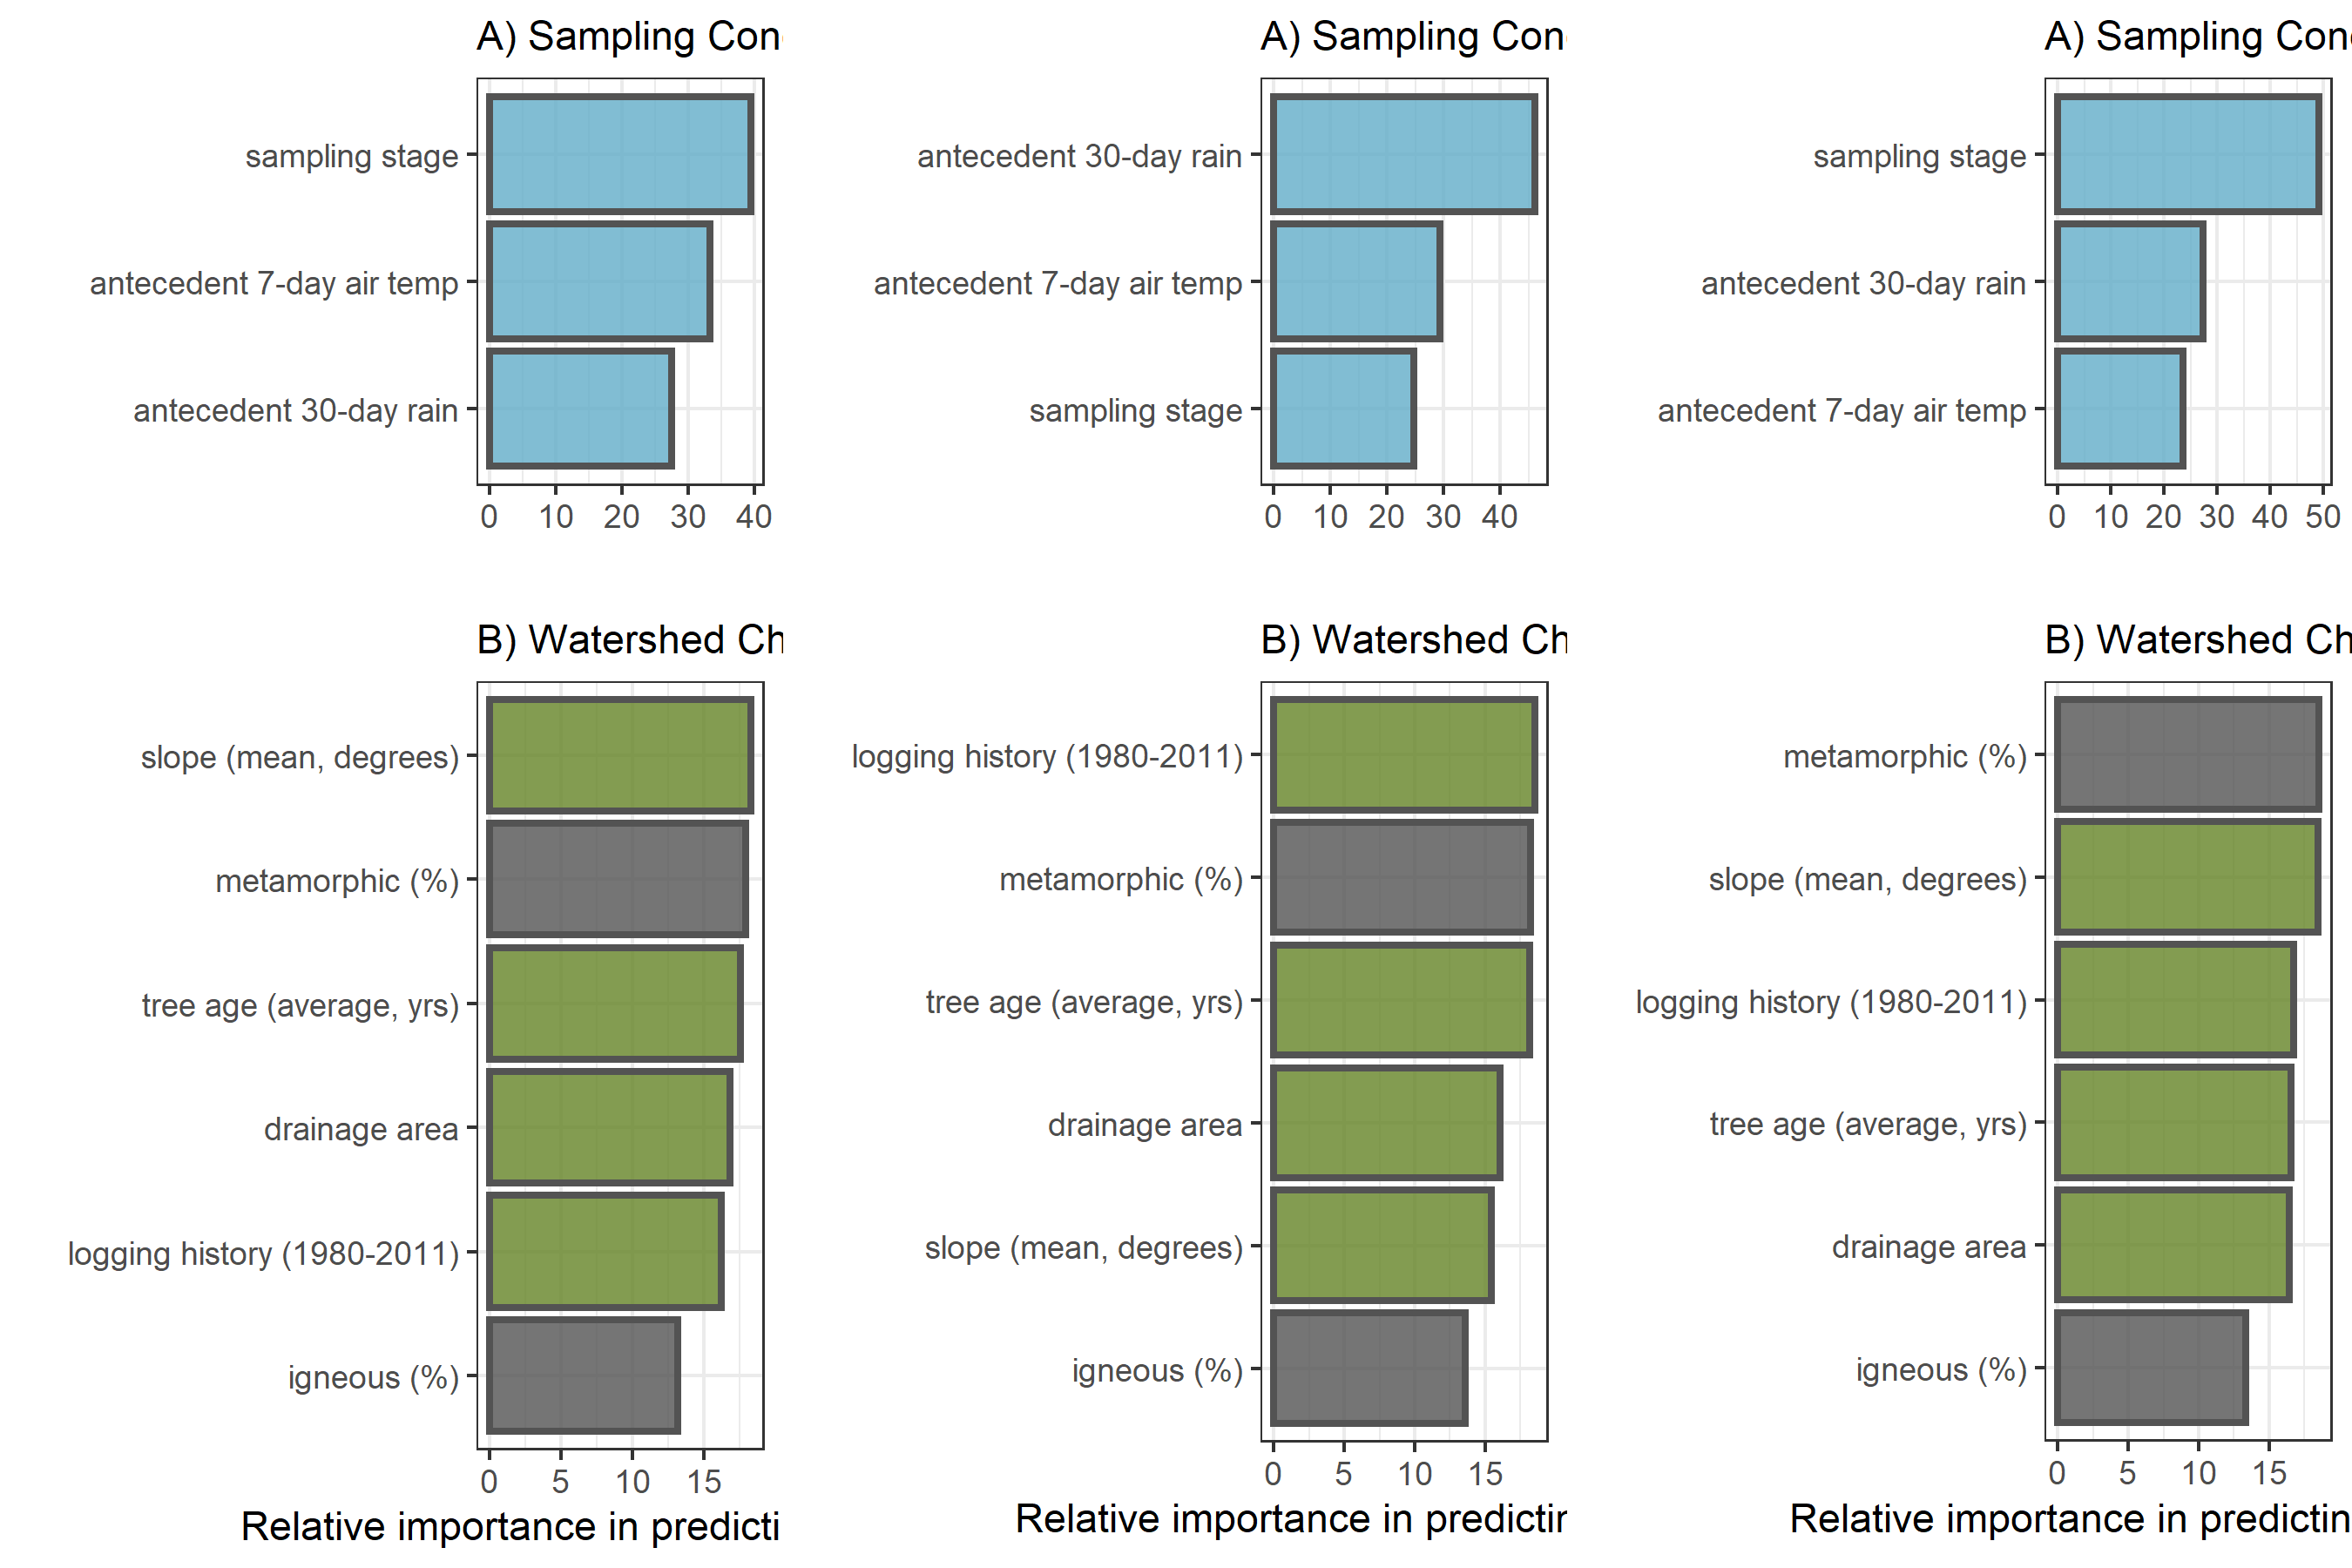 A) Sampling Con
sampling stage
antecedent 7-day air temp
antecedent 30-day rain
0 10 20 30 40
B) Watershed Ch
slope (mean, degrees)
metamorphic (%)
tree age (average, yrs)
drainage area
logging history (1980-2011)
igneous (%)
0 5 10 15
Relative importance in predicti
A) Sampling Con
antecedent 30-day rain
antecedent 7-day air temp
sampling stage
0 10 20 30 40
B) Watershed Ch
logging history (1980-2011)
metamorphic (%)
tree age (average, yrs)
drainage area
slope (mean, degrees)
igneous (%)
0 5 10 15
Relative importance in predictin
A) Sampling Con
sampling stage
antecedent 30-day rain
antecedent 7-day air temp
0 10 20 30 40 50
B) Watershed Ch
metamorphic (%)
slope (mean, degrees)
logging history (1980-2011)
tree age (average, yrs)
drainage area
igneous (%)
0 5 10 15
Relative importance in predictin